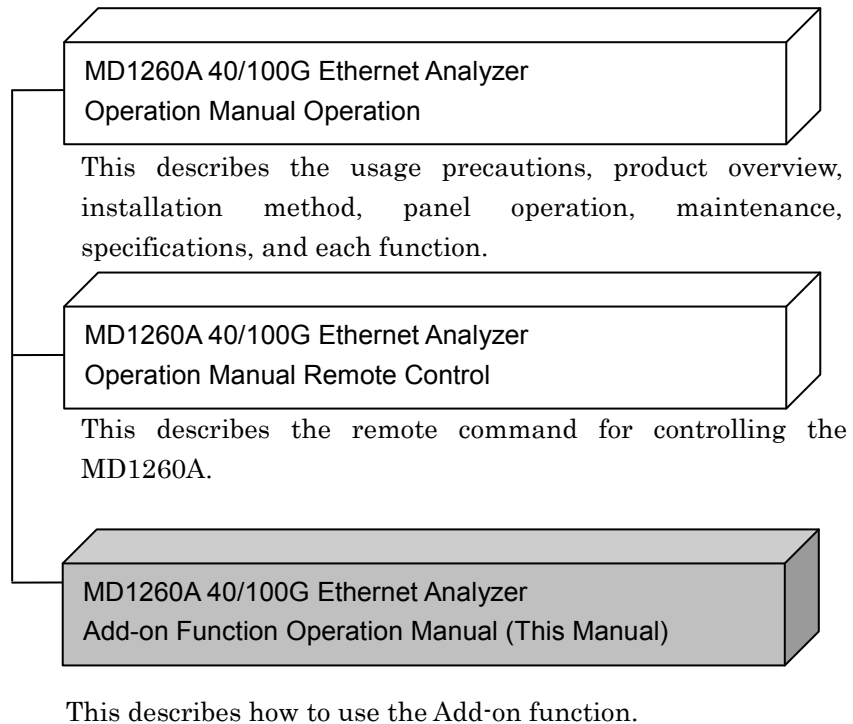 MD1260A 40/100G Ethernet Analyzer
Operation Manual Operation
This describes the usage precautions, product overview,
installation method, panel operation, maintenance,
specifications, and each function.
MD1260A 40/100G Ethernet Analyzer
Operation Manual Remote Control
This describes the remote command for controlling the
MD1260A.
MD1260A 40/100G Ethernet Analyzer
Add-on Function Operation Manual (This Manual)
This describes how to use the Add-on function.